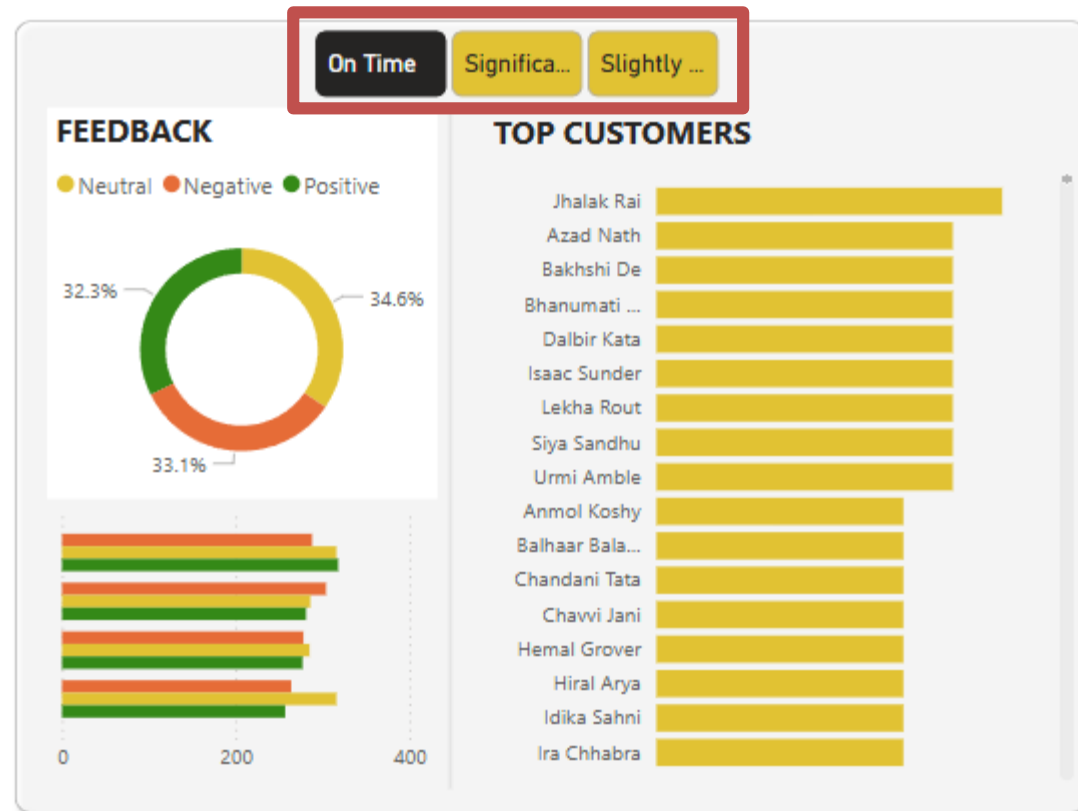 On Time Significa... Slightly ...
FEEDBACK
Neutral Negative Positive
32.3%
34.6%
33.1%
0 200 400
TOP CUSTOMERS
Jhalak Rai
Azad Nath
Bakhshi De
Bhanumati ...
Dalbir Kata
Isaac Sunder
Lekha Rout
Siya Sandhu
Urmi Amble
Anmol Koshy
Balhaar Bala...
Chandani Tata
Chavvi Jani
Hemal Grover
Hiral Arya
Idika Sahni
Ira Chhabra